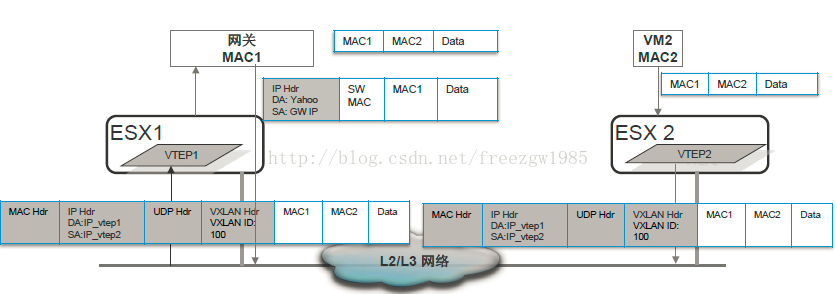 网关
MAC1
MAC1 MAC2 Data
VM2
MAC2
MAC1 MAC2 Data
IP Hdr
DA: Yahoo
SA: GW IP
SW
MAC
MAC1
Data
ESX1
VTEP1
ESX 2
VTEP2
http://blog.csdn.net/freezgw1985
MAC Hdr
IP Hdr
DA:IP_vtep1
SA:IP_vtep2
UDP Hdr
VXLAN Hdr
VXLAN ID:
100
MAC1
MAC2
Data
MAC Hdr
IP Hdr
DA:IP_vtep1
SA:IP_vtep2
UDP Hdr
VXLAN Hdr
VXLAN ID:
100
MAC1
MAC2
Data
L2/L3 网络